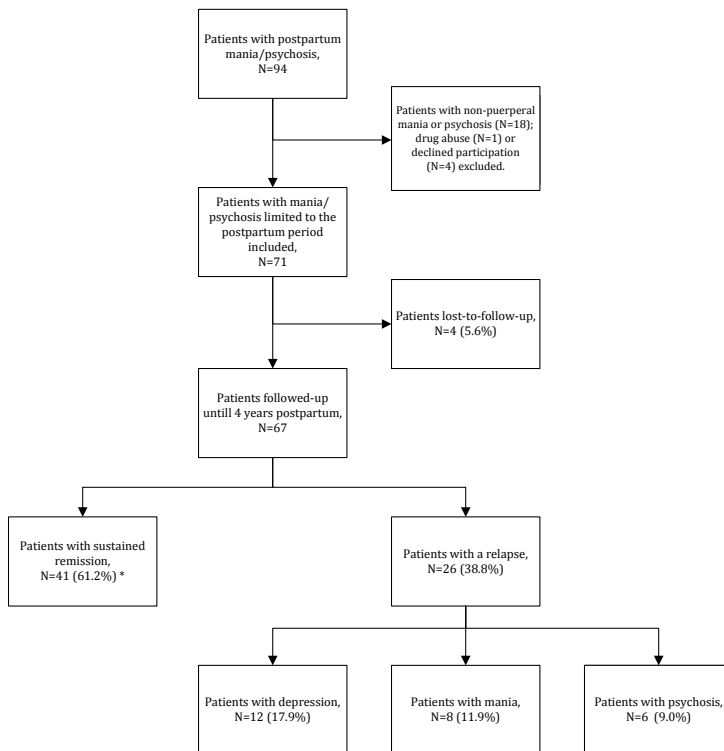 Patients with postpartum
mania/psychosis,
N=94
Patients with non-puerperal
mania or psychosis (N=18);
drug abuse (N=1) or
declined participation
(N=4) excluded.
Patients with mania/
psychosis limited to the
postpartum period
included,
N=71
Patients lost-to-follow-up,
N=4 (5.6%)
Patients followed-up
untill 4 years postpartum,
N=67
Patients with sustained
remission,
N=41 (61.2%) *
Patients with a relapse,
N=26 (38.8%)
Patients with depression,
N=12 (17.9%)
Patients with mania,
N=8 (11.9%)
Patients with psychosis,
N=6 (9.0%)